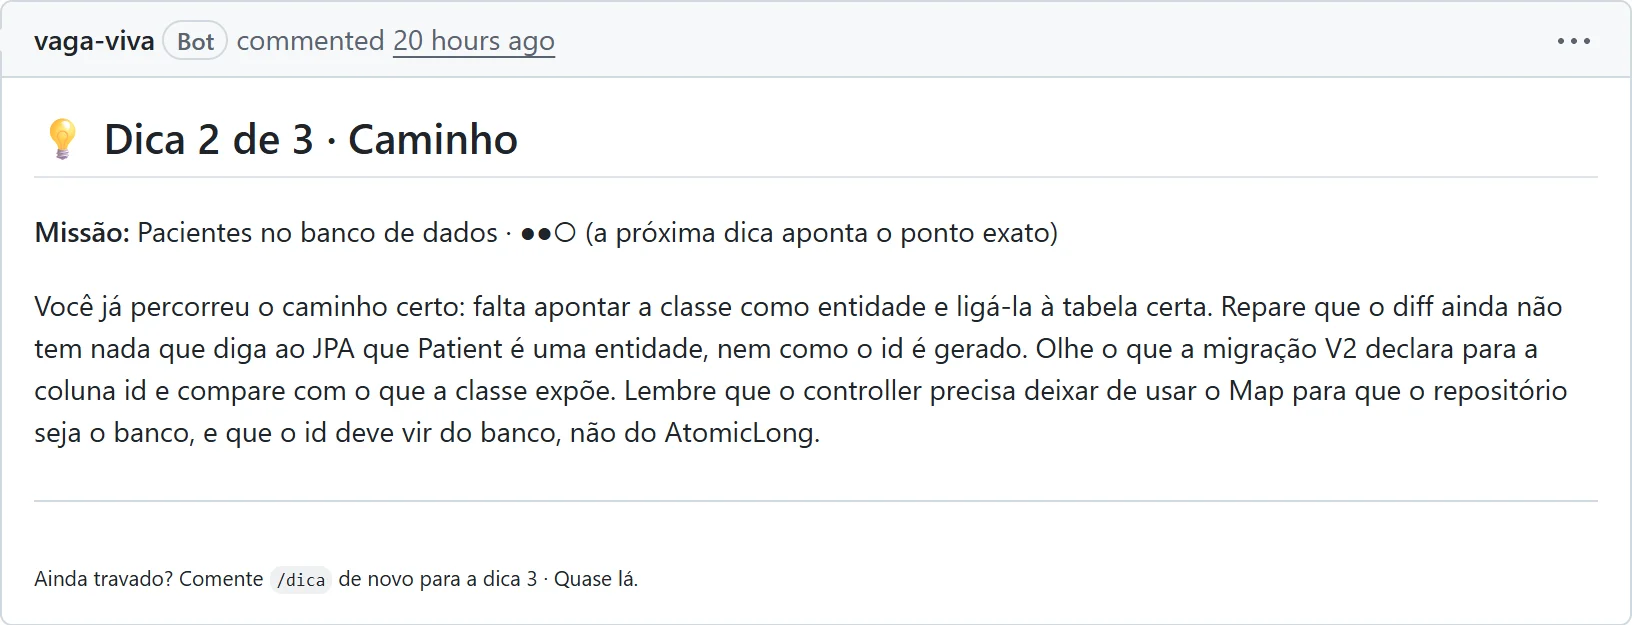 vaga-viva Bot commented 20 hours ago
Dica 2 de 3 · Caminho
Missão: Pacientes no banco de dados · ●●○ (a próxima dica aponta o ponto exato)
Você já percorreu o caminho certo: falta apontar a classe como entidade e ligá-la à tabela certa. Repare que o diff ainda não
tem nada que diga ao JPA que Patient é uma entidade, nem como o id é gerado. Olhe o que a migração V2 declara para a
coluna id e compare com o que a classe expõe. Lembre que o controller precisa deixar de usar o Map para que o repositório
seja o banco, e que o id deve vir do banco, não do AtomicLong.
Ainda travado? Comente /dica de novo para a dica 3 · Quase lá.